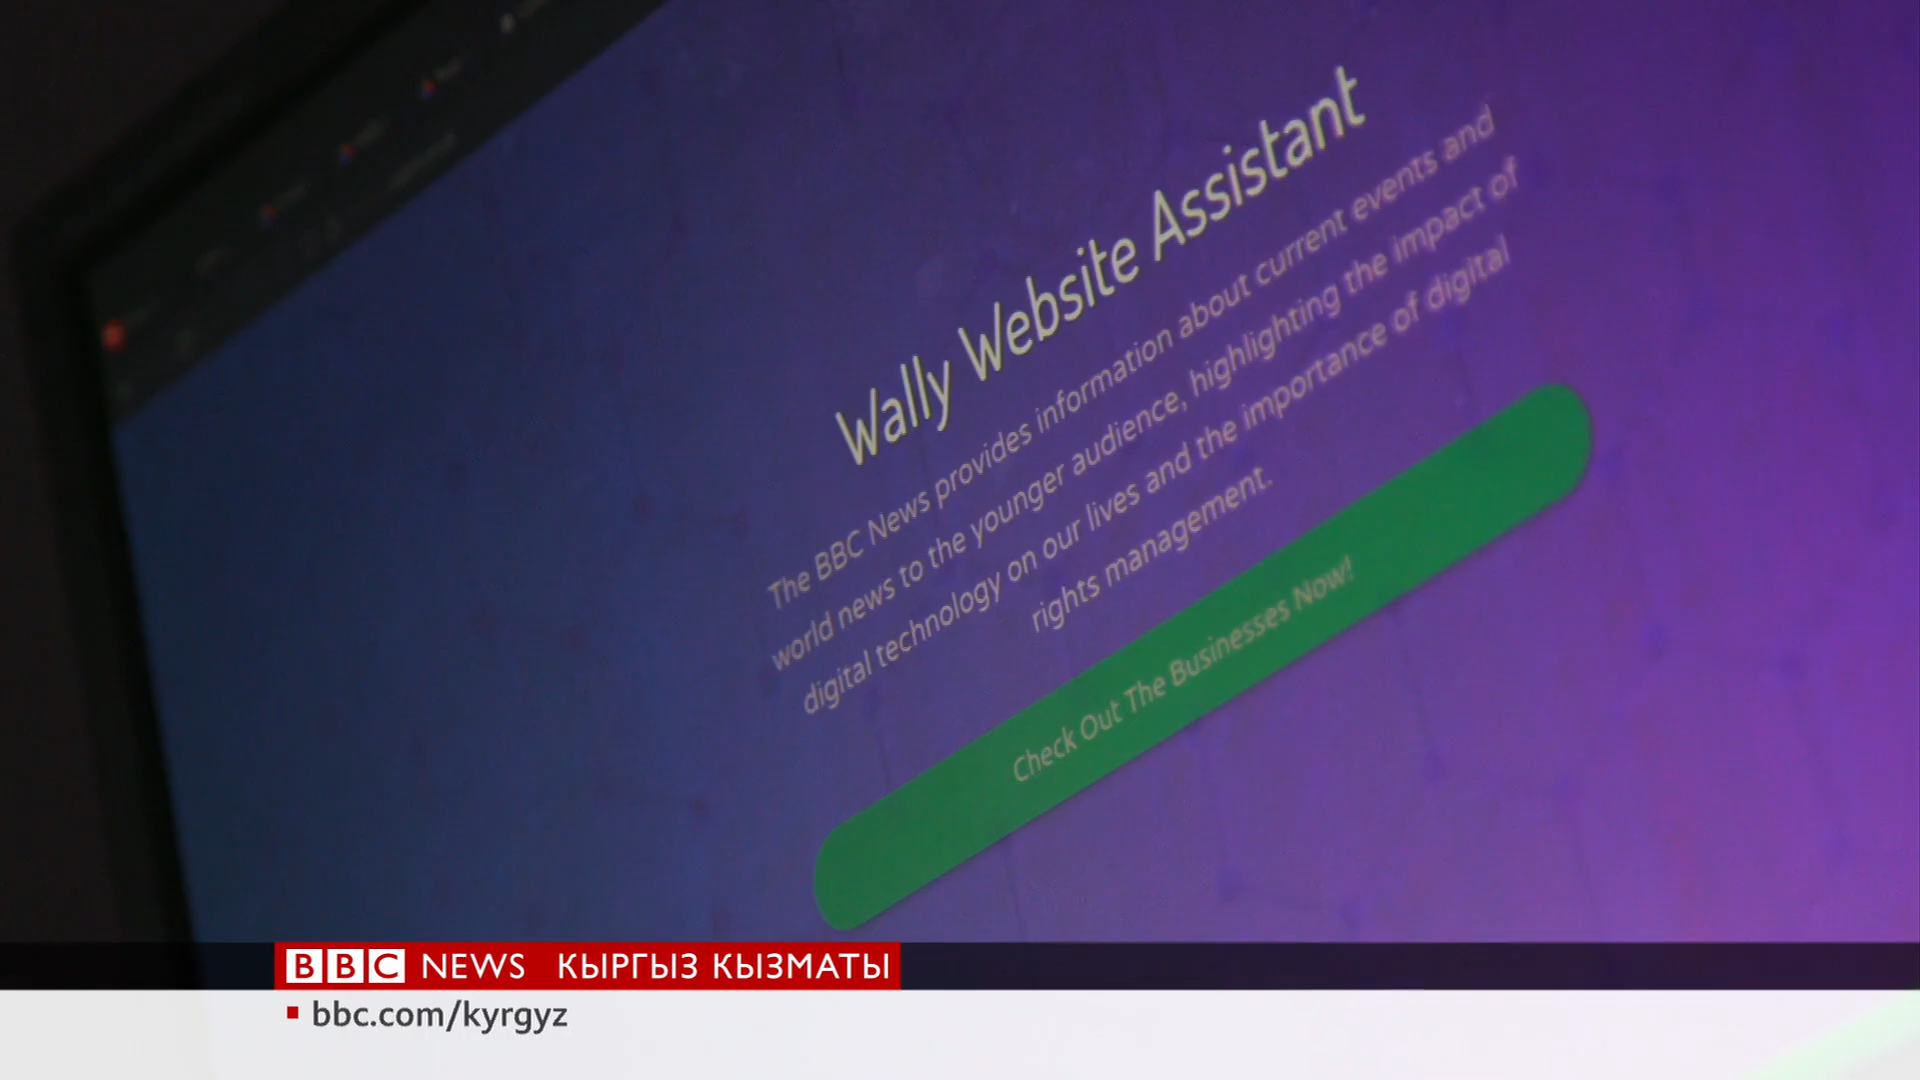 Wally Website Assistant
The BBC News provides information about current events and
world news to the younger audience, highlighting the impact of
digital technology on our lives and the importance of digital
rights management.
Check Out The Businesses Now!
BBC NEWS КЫРГЫЗ КЫЗМАТЫ
bbc.com/kyrgyz